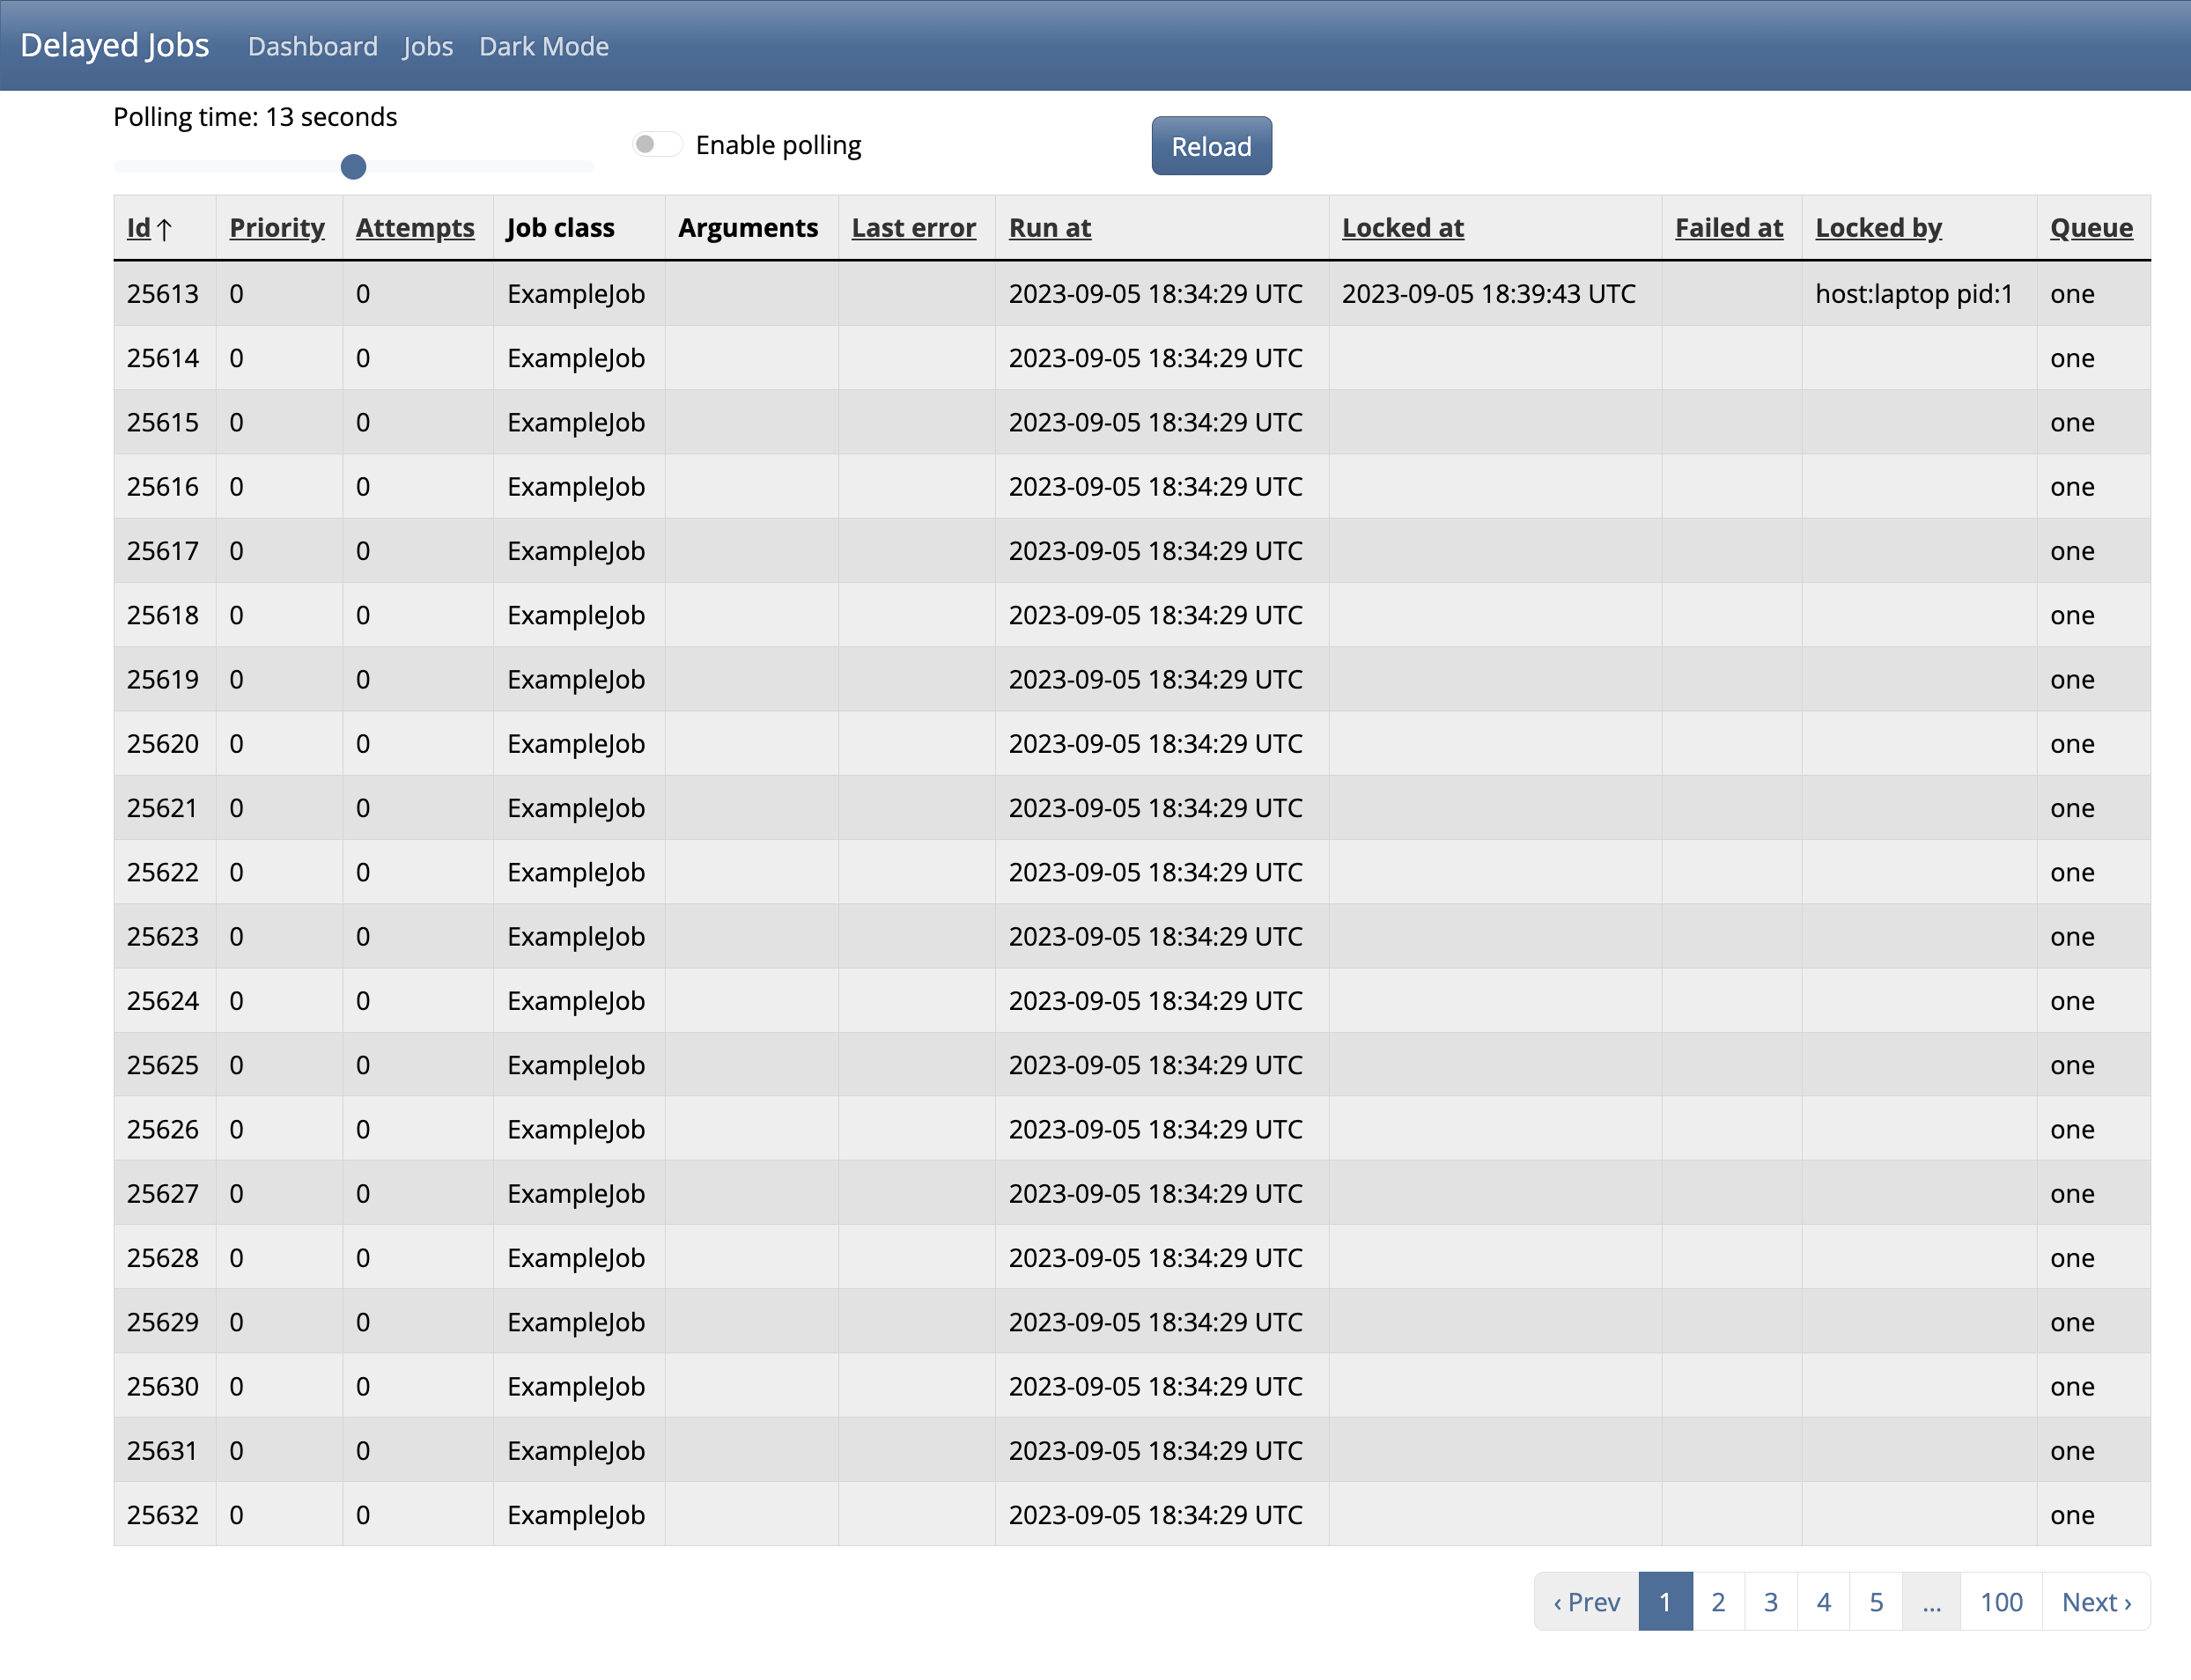 Delayed Jobs Dashboard Jobs Dark Mode
Polling time: 13 seconds
Enable polling
Reload
Id↑ Priority Attempts Job class Arguments Last error Run at Locked at Failed at Locked by Queue
25613 0 0 ExampleJob 2023-09-05 18:34:29 UTC 2023-09-05 18:39:43 UTC host:laptop pid:1 one
25614 0 0 ExampleJob 2023-09-05 18:34:29 UTC one
25615 0 0 ExampleJob 2023-09-05 18:34:29 UTC one
25616 0 0 ExampleJob 2023-09-05 18:34:29 UTC one
25617 0 0 ExampleJob 2023-09-05 18:34:29 UTC one
25618 0 0 ExampleJob 2023-09-05 18:34:29 UTC one
25619 0 0 ExampleJob 2023-09-05 18:34:29 UTC one
25620 0 0 ExampleJob 2023-09-05 18:34:29 UTC one
25621 0 0 ExampleJob 2023-09-05 18:34:29 UTC one
25622 0 0 ExampleJob 2023-09-05 18:34:29 UTC one
25623 0 0 ExampleJob 2023-09-05 18:34:29 UTC one
25624 0 0 ExampleJob 2023-09-05 18:34:29 UTC one
25625 0 0 ExampleJob 2023-09-05 18:34:29 UTC one
25626 0 0 ExampleJob 2023-09-05 18:34:29 UTC one
25627 0 0 ExampleJob 2023-09-05 18:34:29 UTC one
25628 0 0 ExampleJob 2023-09-05 18:34:29 UTC one
25629 0 0 ExampleJob 2023-09-05 18:34:29 UTC one
25630 0 0 ExampleJob 2023-09-05 18:34:29 UTC one
25631 0 0 ExampleJob 2023-09-05 18:34:29 UTC one
25632 0 0 ExampleJob 2023-09-05 18:34:29 UTC one
‹ Prev 1 2 3 4 5 ... 100 Next ›